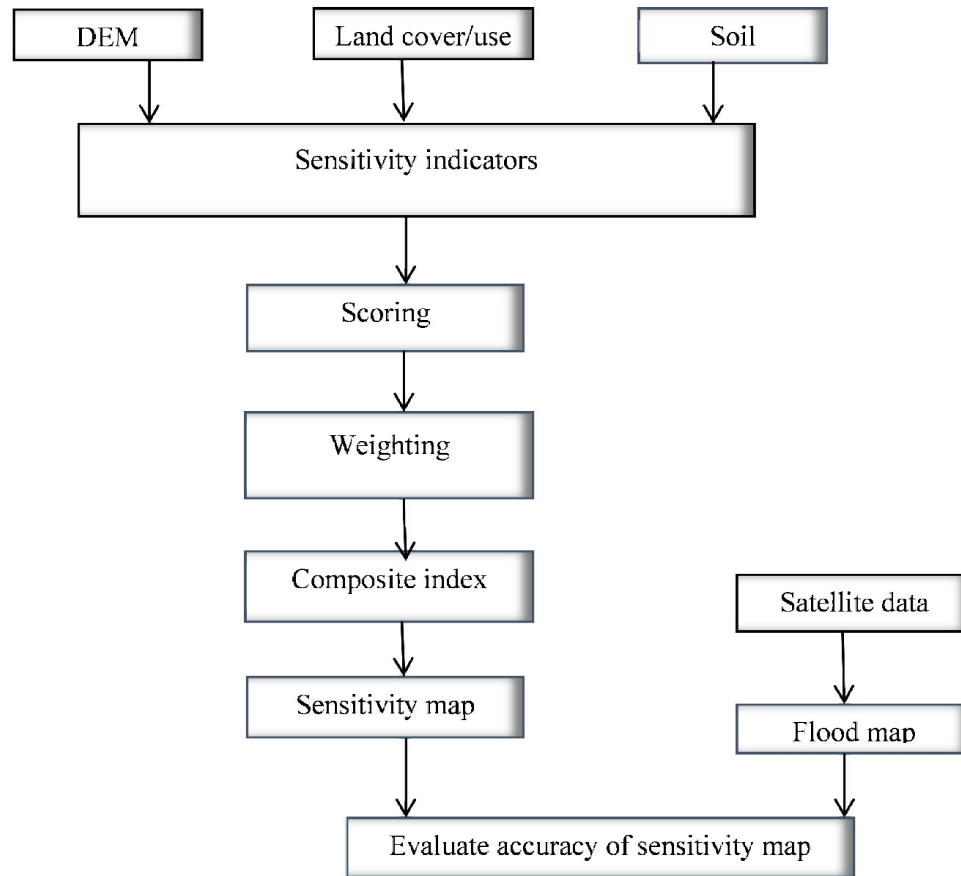 DEM
Land cover/use
Soil
Sensitivity indicators
Scoring
Weighting
Composite index
Satellite data
Sensitivity map
Flood map
Evaluate accuracy of sensitivity map